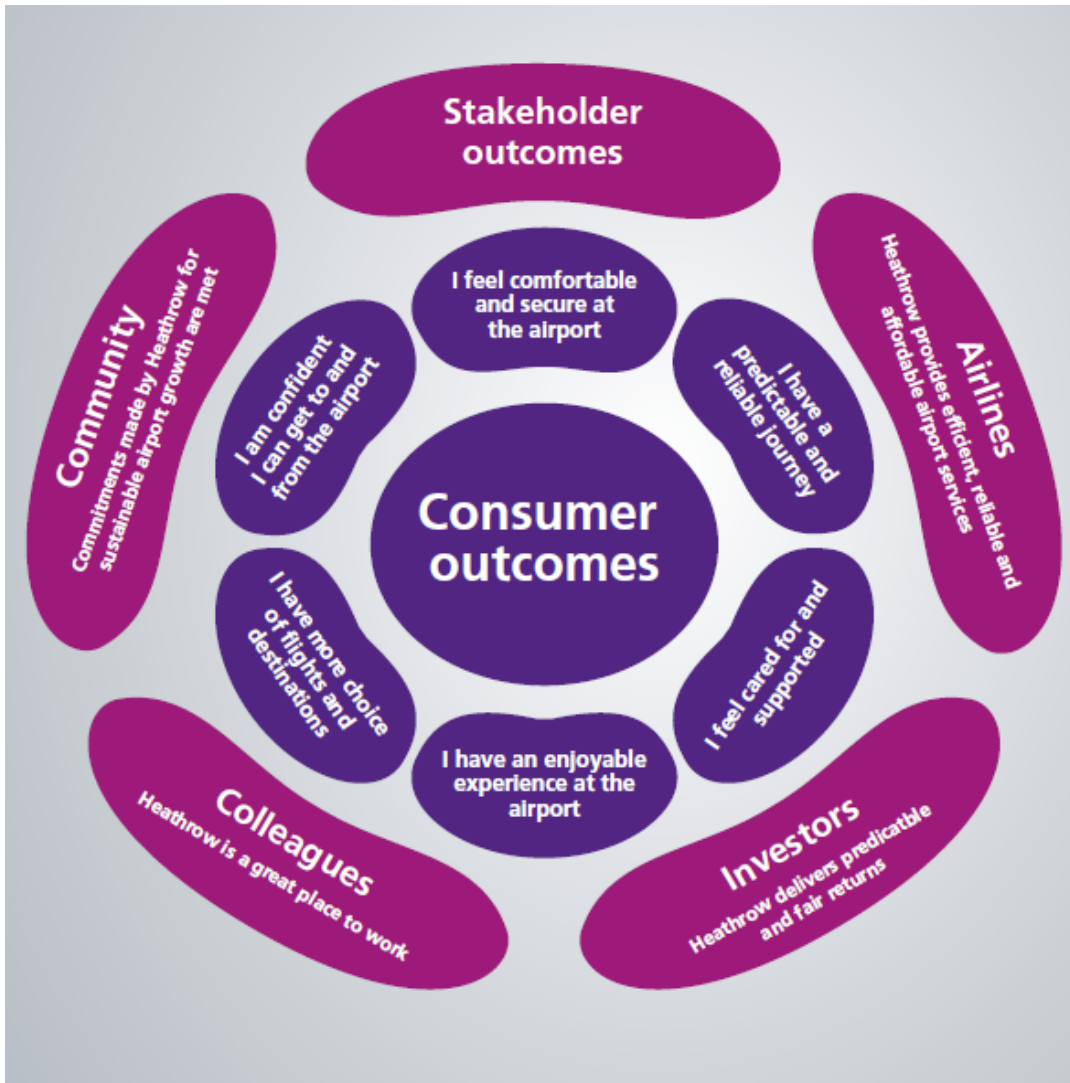 Stakeholder
outcomes
Airlines
Heathrow provides efficient, reliable and
affordable airport services
Investors
Heathrow delivers predicatble
and fair returns
Colleagues
Heathrow is a great place to work
Community
Commitments made by Heathrow for
sustainable airport growth are met
I feel comfortable
and secure at
the airport
I have a
predictable and
reliable journey
I feel cared for and
supported
I have an enjoyable
experience at the
airport
I have more choice
of flights and
destinations
I am confident
I can get to and
from the airport
Consumer
outcomes